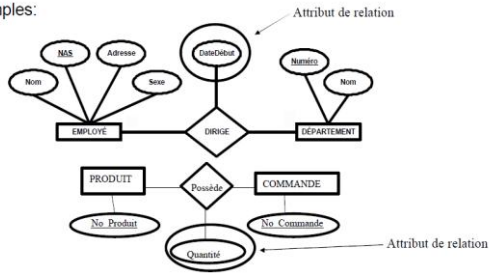 mples:
Attribut de relation
NAS
Adresse
DateDébut
Numéro
Nom
Sexe
Nom
EMPLOYÉ
DIRIGE
DÉPARTEMENT
PRODUIT
Possède
COMMANDE
No Produit
No Commande
Quantité
Attribut de relation